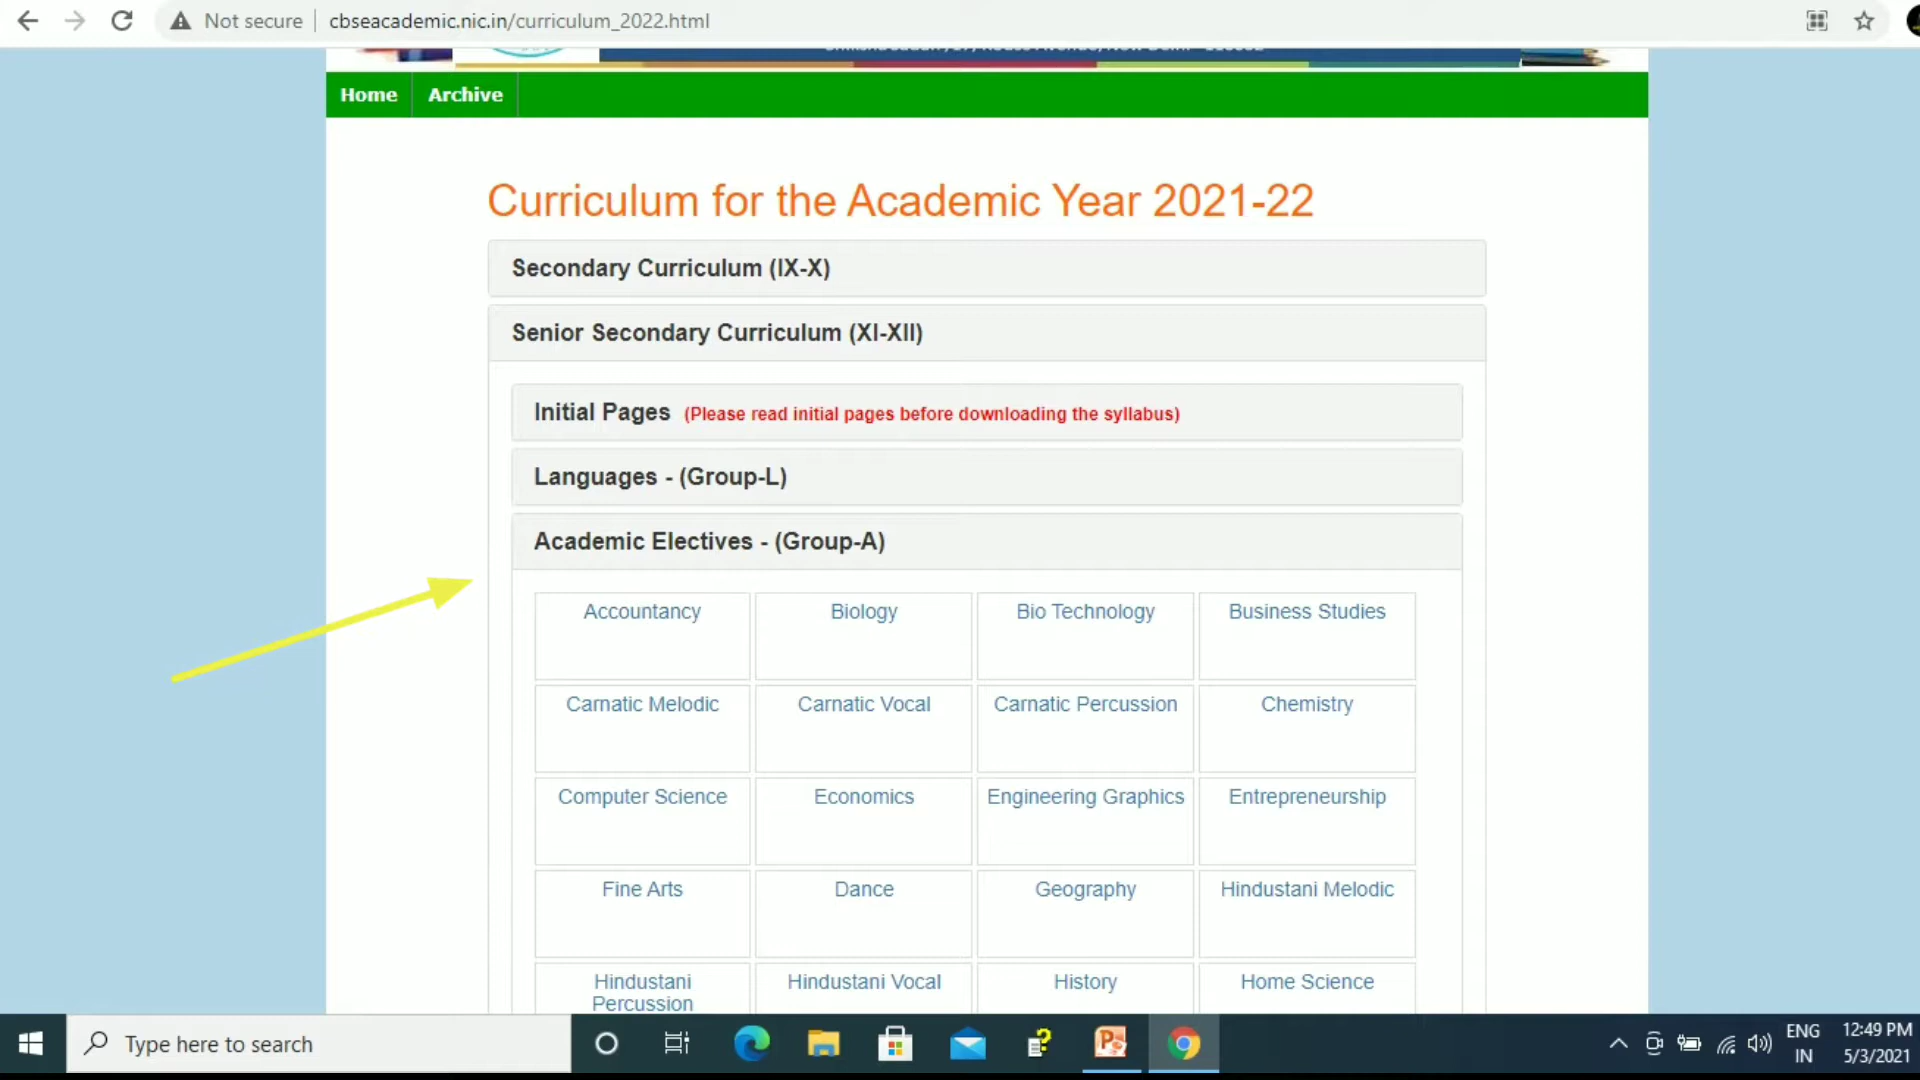 Not secure
cbseacademic.nic.in/curriculum_2022.html
Home Archive
Curriculum for the Academic Year 2021-22
Secondary Curriculum (IX-X)
Senior Secondary Curriculum (XI-XII)
Initial Pages (Please read initial pages before downloading the syllabus)
Languages - (Group-L)
Academic Electives - (Group-A)
Accountancy Biology Bio Technology Business Studies
Carnatic Melodic Carnatic Vocal Carnatic Percussion Chemistry
Computer Science Economics Engineering Graphics Entrepreneurship
Fine Arts Dance Geography Hindustani Melodic
Hindustani Percussion Hindustani Vocal History Home Science
Type here to search
ENG 12:49 PM
IN 5/3/2021